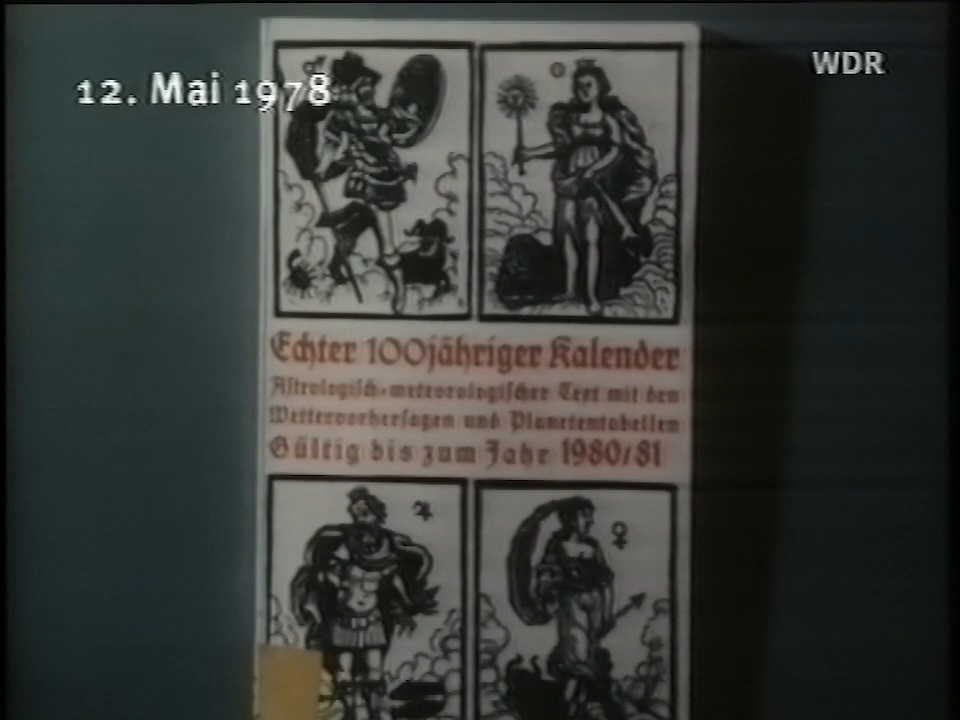 12. Mai 1978
WDR
Echter 100jähriger Kalender
Astrologisch-meteorologischer Text mit den
Wettervorhersagen und Planetentabellen
Gültig bis zum Jahr 1980/81